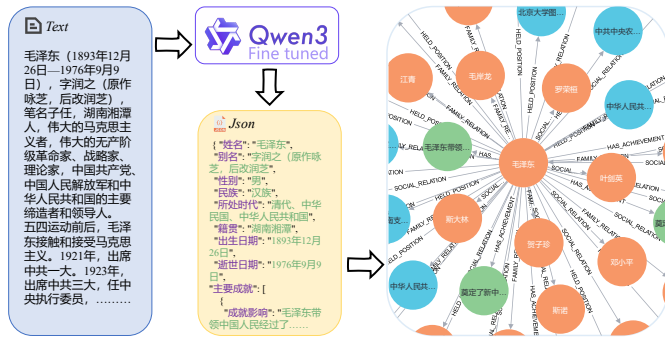 Text
毛泽东（1893年12月
26日—1976年9月9
日），字润之（原作
咏芝，后改润芝），
笔名子任，湖南湘潭
人，伟大的马克思主
义者，伟大的无产阶
级革命家、战略家、
理论家，中国共产党、
中国人民解放军和中
华人民共和国的主要
缔造者和领导人。
五四运动前后，毛泽
东接触和接受马克思
主义。1921年，出席
中共一大。1923年，
出席中共三大，任中
央执行委员，………
Qwen3
Fine tuned
Json
{ "姓名": "毛泽东",
"别名": "字润之（原作咏
芝，后改润芝）",
"性别": "男",
"民族": "汉族",
"所处时代": "清代、中华
民国、中华人民共和国",
"籍贯": "湖南湘潭",
"出生日期": "1893年12月
26日",
"逝世日期": "1976年9月9
日",
"主要成就": [
{
"成就影响": "毛泽东带
领中国人民经过了……
北京大学图...
中共中央农...
江青
毛岸龙
罗荣桓
中华人民共...
毛泽东带领...
毛泽东
叶剑英
斯大林
贺子珍
邓小平
中华人民共...
奠定了新中...
斯诺
HELD_POSITION
FAMILY_RELATION
SOCIAL_RELATION
HAS_ACHIEVEMENT